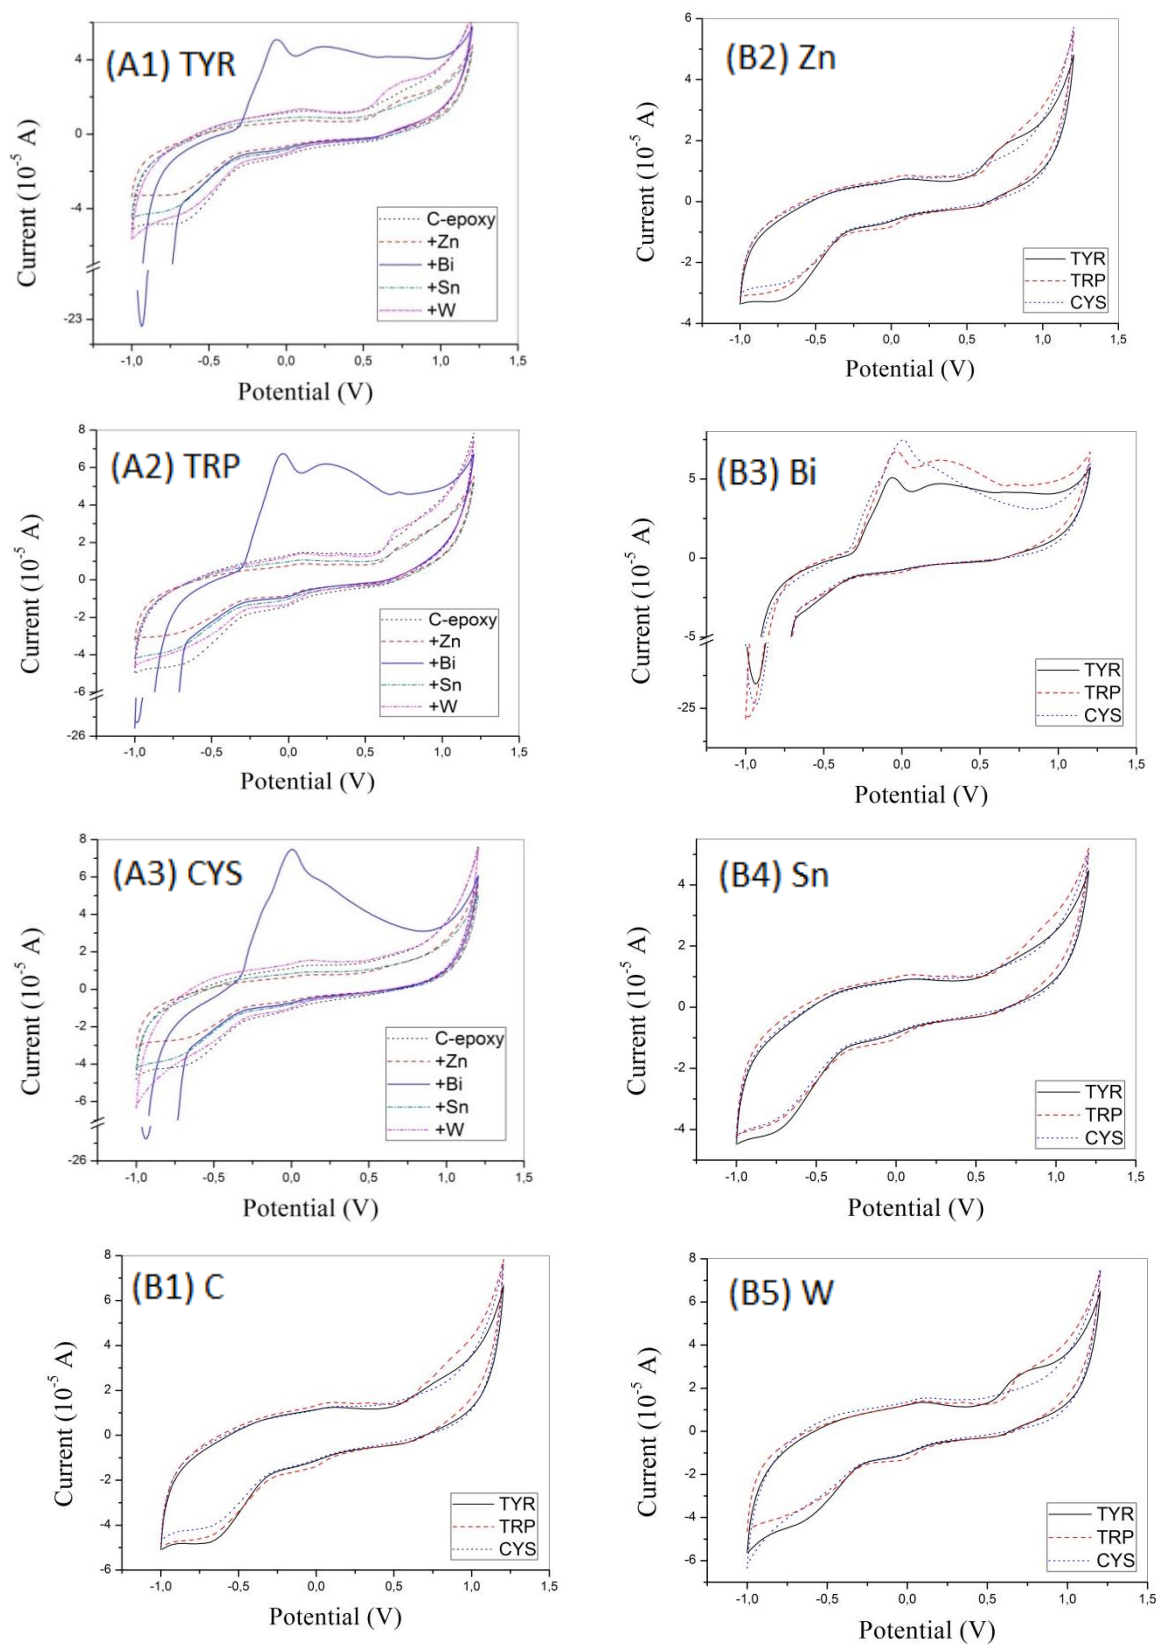 (A1) TYR
Current (10⁻⁵ A)
4
0
-4
-23
-1,0 -0,5 0,0 0,5 1,0 1,5
Potential (V)
C-epoxy
+Zn
+Bi
+Sn
+W
(B2) Zn
Current (10⁻⁵ A)
6
4
2
0
-2
-4
-1,0 -0,5 0,0 0,5 1,0 1,5
Potential (V)
TYR
TRP
CYS
(A2) TRP
Current (10⁻⁵ A)
8
6
4
2
0
-2
-4
-6
-26
-1,0 -0,5 0,0 0,5 1,0 1,5
Potential (V)
C-epoxy
+Zn
+Bi
+Sn
+W
(B3) Bi
Current (10⁻⁵ A)
5
0
-5
-25
-1,0 -0,5 0,0 0,5 1,0 1,5
Potential (V)
TYR
TRP
CYS
(A3) CYS
Current (10⁻⁵ A)
8
6
4
2
0
-2
-4
-6
-26
-1,0 -0,5 0,0 0,5 1,0 1,5
Potential (V)
C-epoxy
+Zn
+Bi
+Sn
+W
(B4) Sn
Current (10⁻⁵ A)
4
2
0
-2
-4
-1,0 -0,5 0,0 0,5 1,0 1,5
Potential (V)
TYR
TRP
CYS
(B1) C
Current (10⁻⁵ A)
8
6
4
2
0
-2
-4
-6
-1,0 -0,5 0,0 0,5 1,0 1,5
Potential (V)
TYR
TRP
CYS
(B5) W
Current (10⁻⁵ A)
8
6
4
2
0
-2
-4
-6
-1,0 -0,5 0,0 0,5 1,0 1,5
Potential (V)
TYR
TRP
CYS